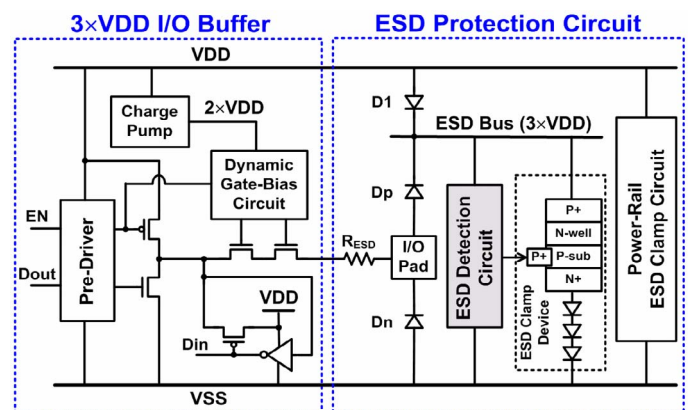 3×VDD I/O Buffer
ESD Protection Circuit
VDD
Charge
Pump
2×VDD
Dynamic
Gate-Bias
Circuit
EN
Dout
Pre-Driver
Din
VDD
VSS
RESD
D1
ESD Bus (3×VDD)
Dp
I/O
Pad
Dn
ESD Detection
Circuit
P+
N-well
P+
P-sub
N+
ESD Clamp
Device
Power-Rail
ESD Clamp Circuit